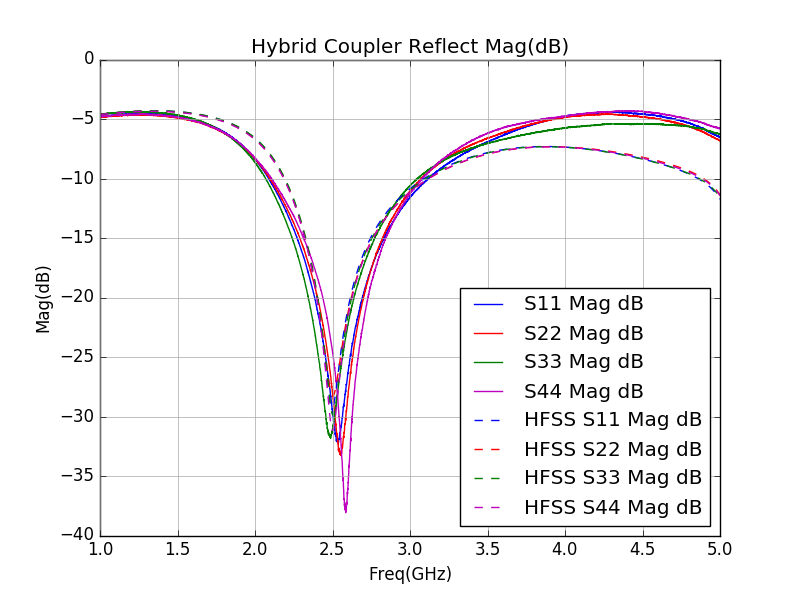 Hybrid Coupler Reflect Mag(dB)
0
−5
−10
−15
−20
−25
−30
−35
−40
Mag(dB)
1.0 1.5 2.0 2.5 3.0 3.5 4.0 4.5 5.0
Freq(GHz)
S11 Mag dB
S22 Mag dB
S33 Mag dB
S44 Mag dB
HFSS S11 Mag dB
HFSS S22 Mag dB
HFSS S33 Mag dB
HFSS S44 Mag dB